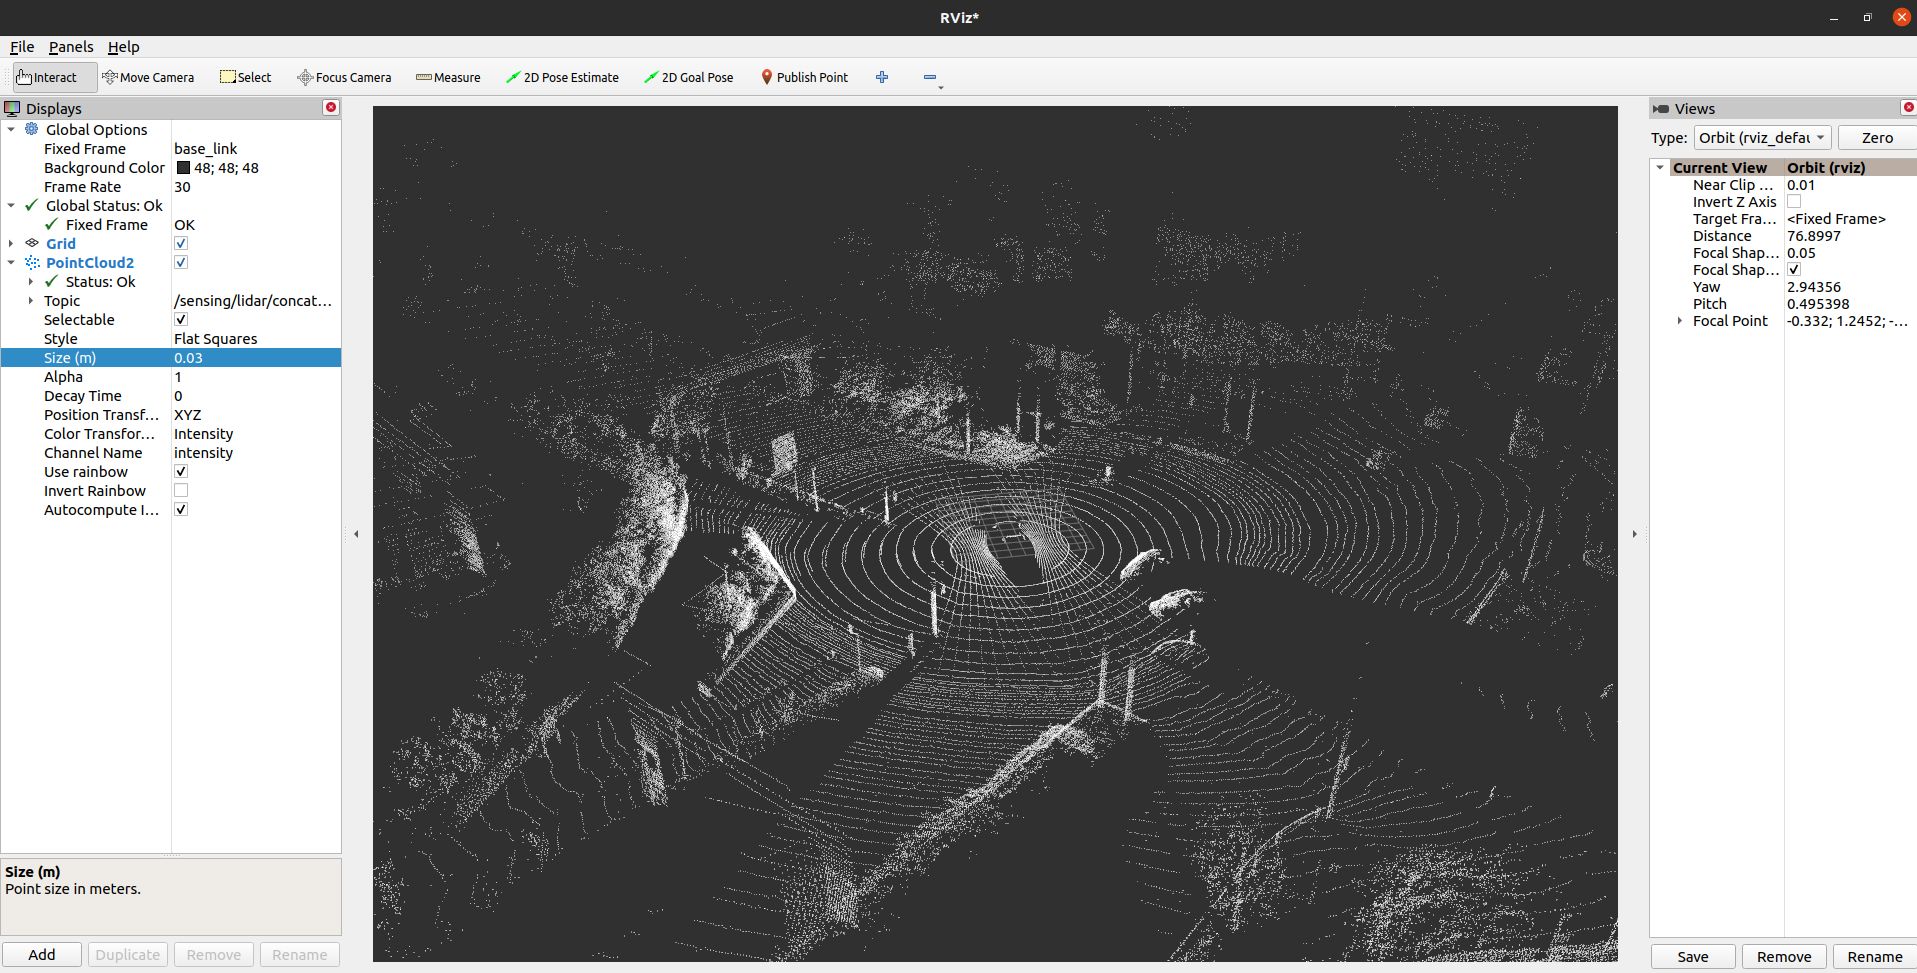 RViz*
File Panels Help
Interact Move Camera Select Focus Camera Measure 2D Pose Estimate 2D Goal Pose Publish Point
Displays
Global Options
Fixed Frame base_link
Background Color 48; 48; 48
Frame Rate 30
Global Status: Ok
Fixed Frame OK
Grid
PointCloud2
Status: Ok
Topic /sensing/lidar/concat...
Selectable
Style Flat Squares
Size (m) 0.03
Alpha 1
Decay Time 0
Position Transf... XYZ
Color Transfor... Intensity
Channel Name intensity
Use rainbow
Invert Rainbow
Autocompute I...
Size (m)
Point size in meters.
Add Duplicate Remove Rename
Views
Type: Orbit (rviz_defau Zero
Current View Orbit (rviz)
Near Clip ... 0.01
Invert Z Axis
Target Fra... <Fixed Frame>
Distance 76.8997
Focal Shap... 0.05
Focal Shap...
Yaw 2.94356
Pitch 0.495398
Focal Point -0.332; 1.2452; -...
Save Remove Rename